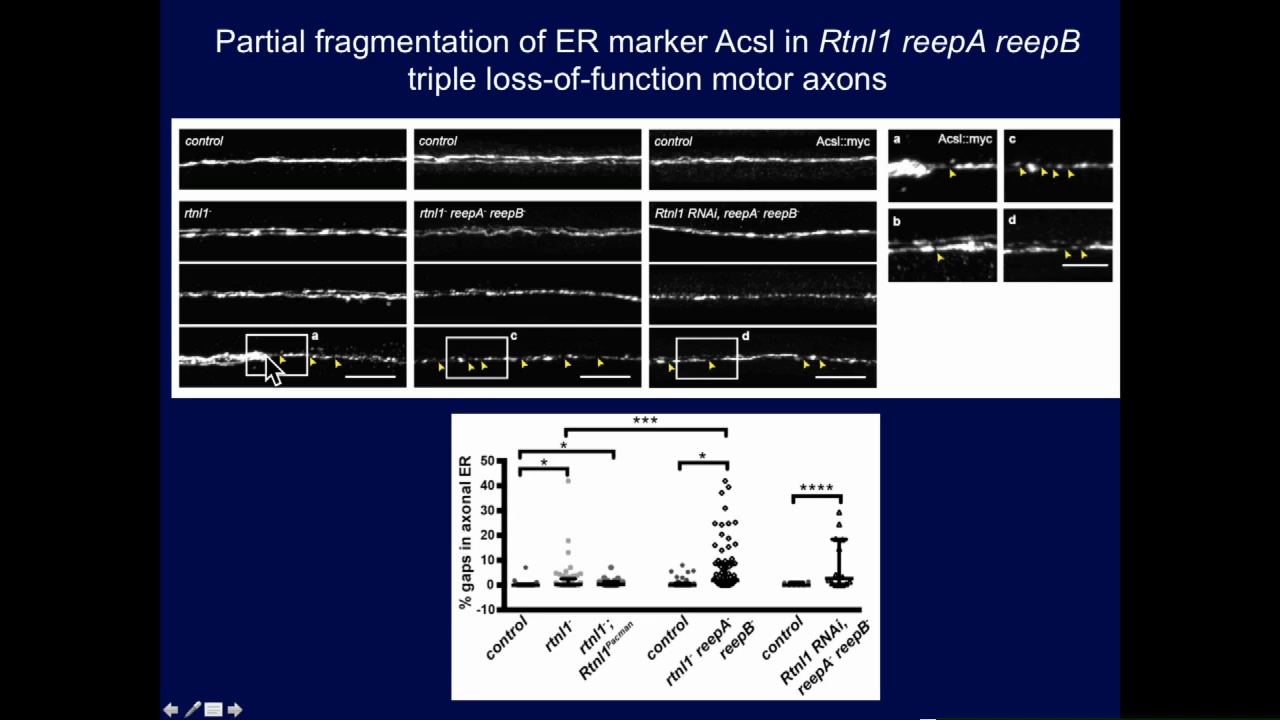 Partial fragmentation of ER marker Acsl in Rtnl1 reepA reepB
triple loss-of-function motor axons
control
control
control Acsl::myc
a Acsl::myc
c
rtnl1-
rtnl1- reepA- reepB-
Rtnl1 RNAi, reepA- reepB-
b
d
a
c
d
***
*
*
*
****
% gaps in axonal ER
50
40
30
20
10
0
-10
control
rtnl1-
rtnl1-;
Rtnl1Pacman
control
rtnl1- reepA-
reepB-
control
Rtnl1 RNAi,
reepA- reepB-